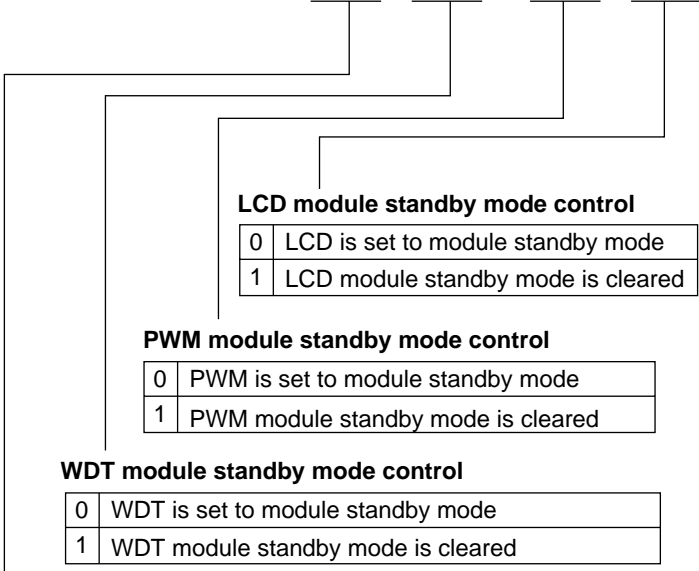 LCD module standby mode control
0 LCD is set to module standby mode
1 LCD module standby mode is cleared
PWM module standby mode control
0 PWM is set to module standby mode
1 PWM module standby mode is cleared
WDT module standby mode control
0 WDT is set to module standby mode
1 WDT module standby mode is cleared